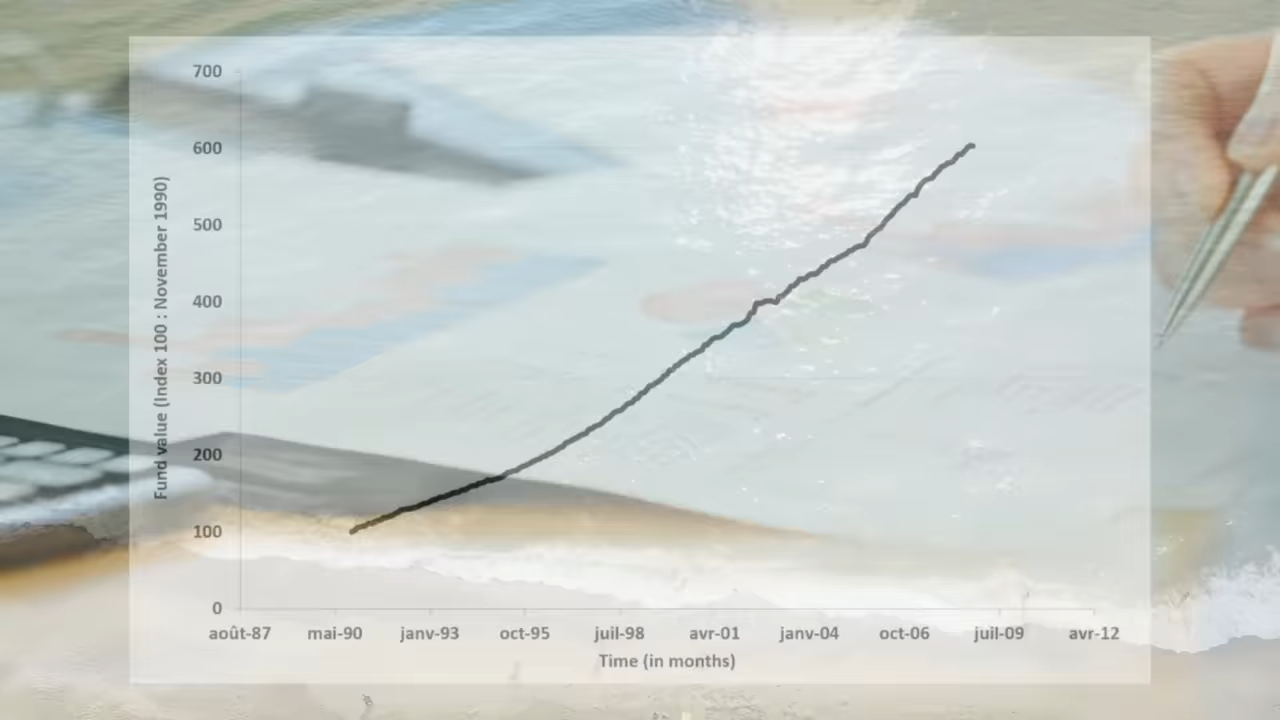 700
600
500
400
300
200
100
0
Fund value (Index 100 : November 1990)
août-87 mai-90 janv-93 oct-95 juil-98 avr-01 janv-04 oct-06 juil-09 avr-12
Time (in months)